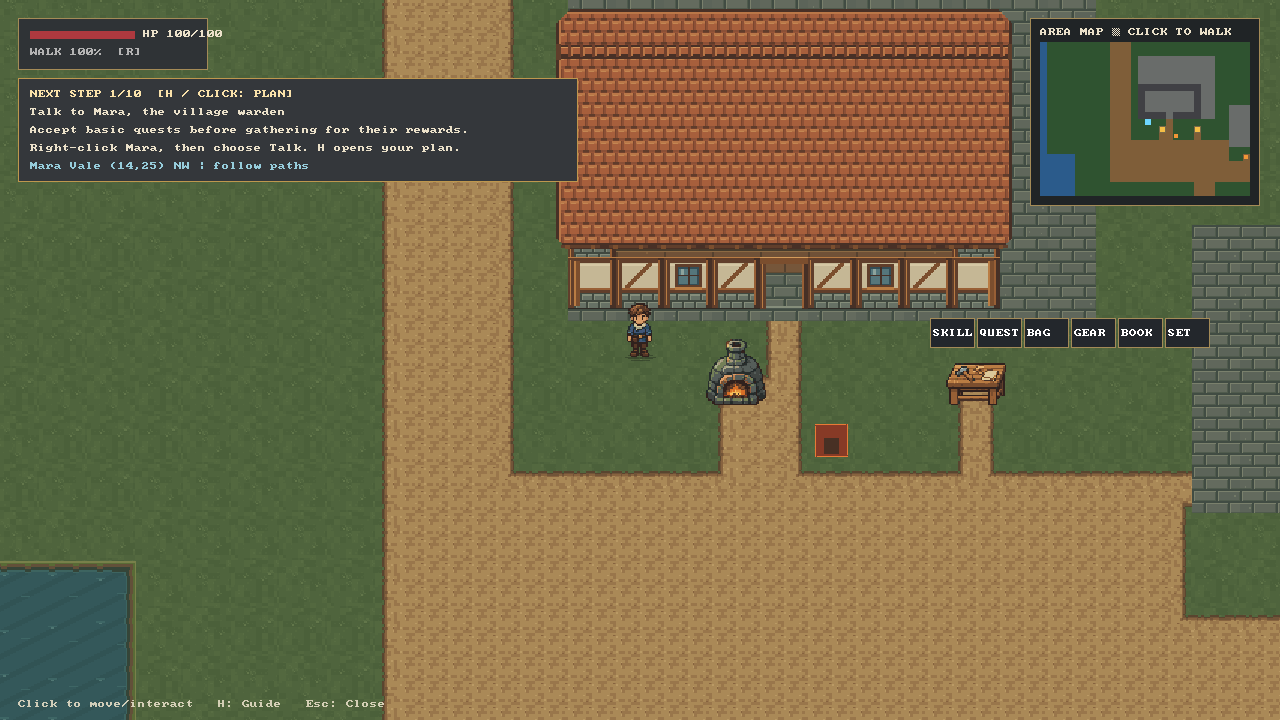 HP 100/100
WALK 100% [R]
NEXT STEP 1/10 [H / CLICK: PLAN]
Talk to Mara, the village warden
Accept basic quests before gathering for their rewards.
Right-click Mara, then choose Talk. H opens your plan.
Mara Vale (14,25) NW ¦ follow paths
AREA MAP ▒ CLICK TO WALK
SKILL QUEST BAG GEAR BOOK SET
Click to move/interact H: Guide Esc: Close